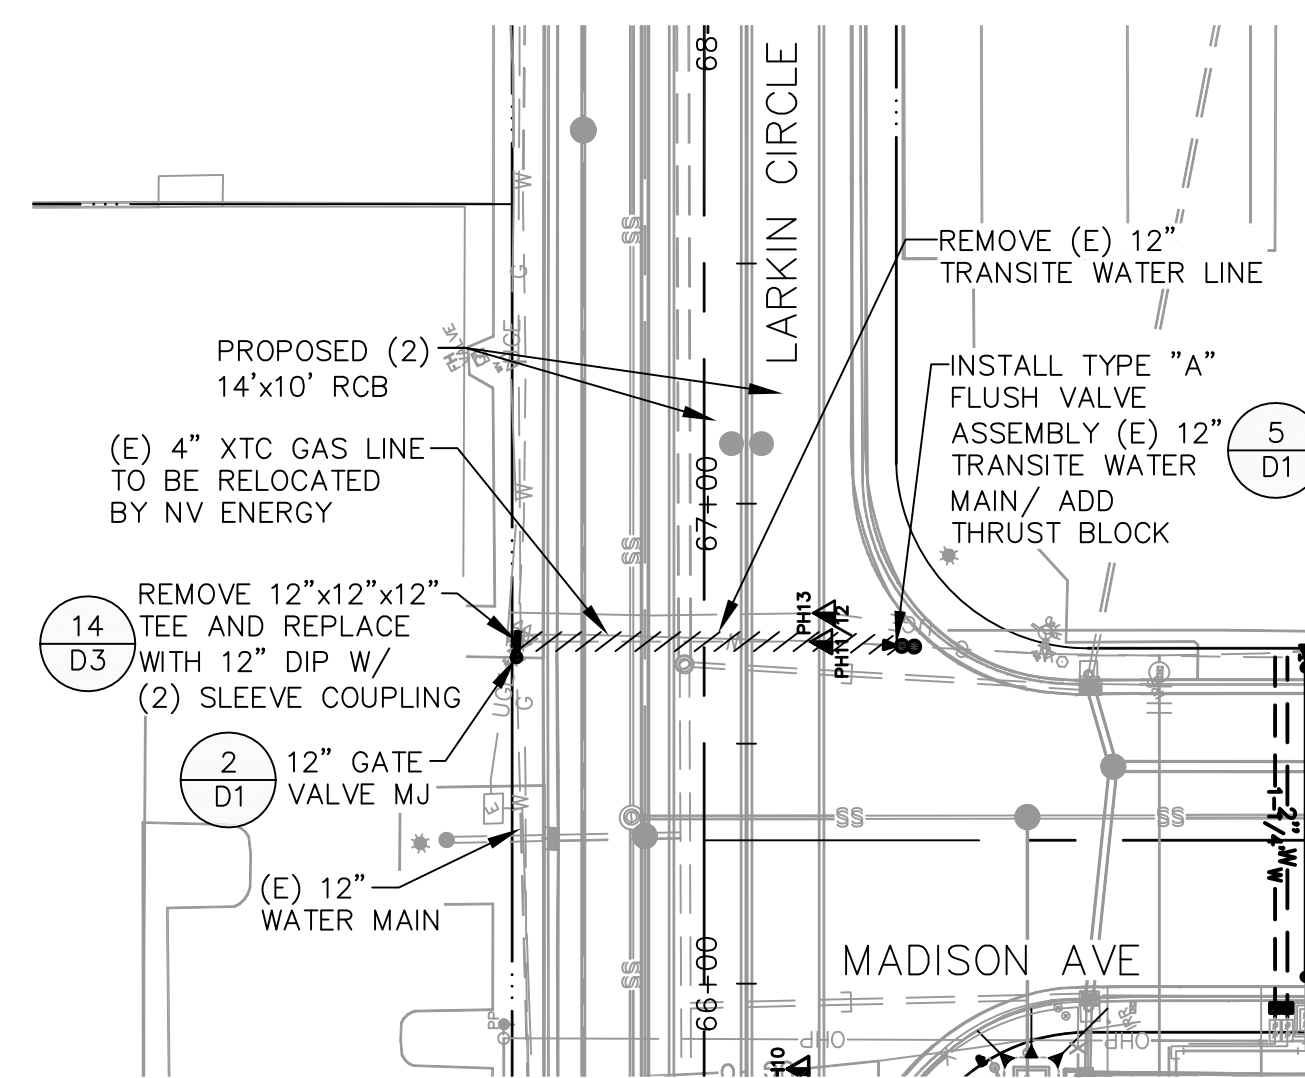 68
LARKIN CIRCLE
REMOVE (E) 12"
TRANSITE WATER LINE
PROPOSED (2)
14'x10' RCB
INSTALL TYPE "A"
FLUSH VALVE
ASSEMBLY (E) 12"
TRANSITE WATER
MAIN/ ADD
THRUST BLOCK
5
D1
(E) 4" XTC GAS LINE
TO BE RELOCATED
BY NV ENERGY
67+00
REMOVE 12"x12"x12"
TEE AND REPLACE
WITH 12" DIP W/
(2) SLEEVE COUPLING
14
D3
PH13
PH11/12
2
D1
12" GATE
VALVE MJ
(E) 12"
WATER MAIN
66+00
MADISON AVE
W
G
W
W
G
W
E
SS
SS
SS
SS
SS
PP
OHP
OHP